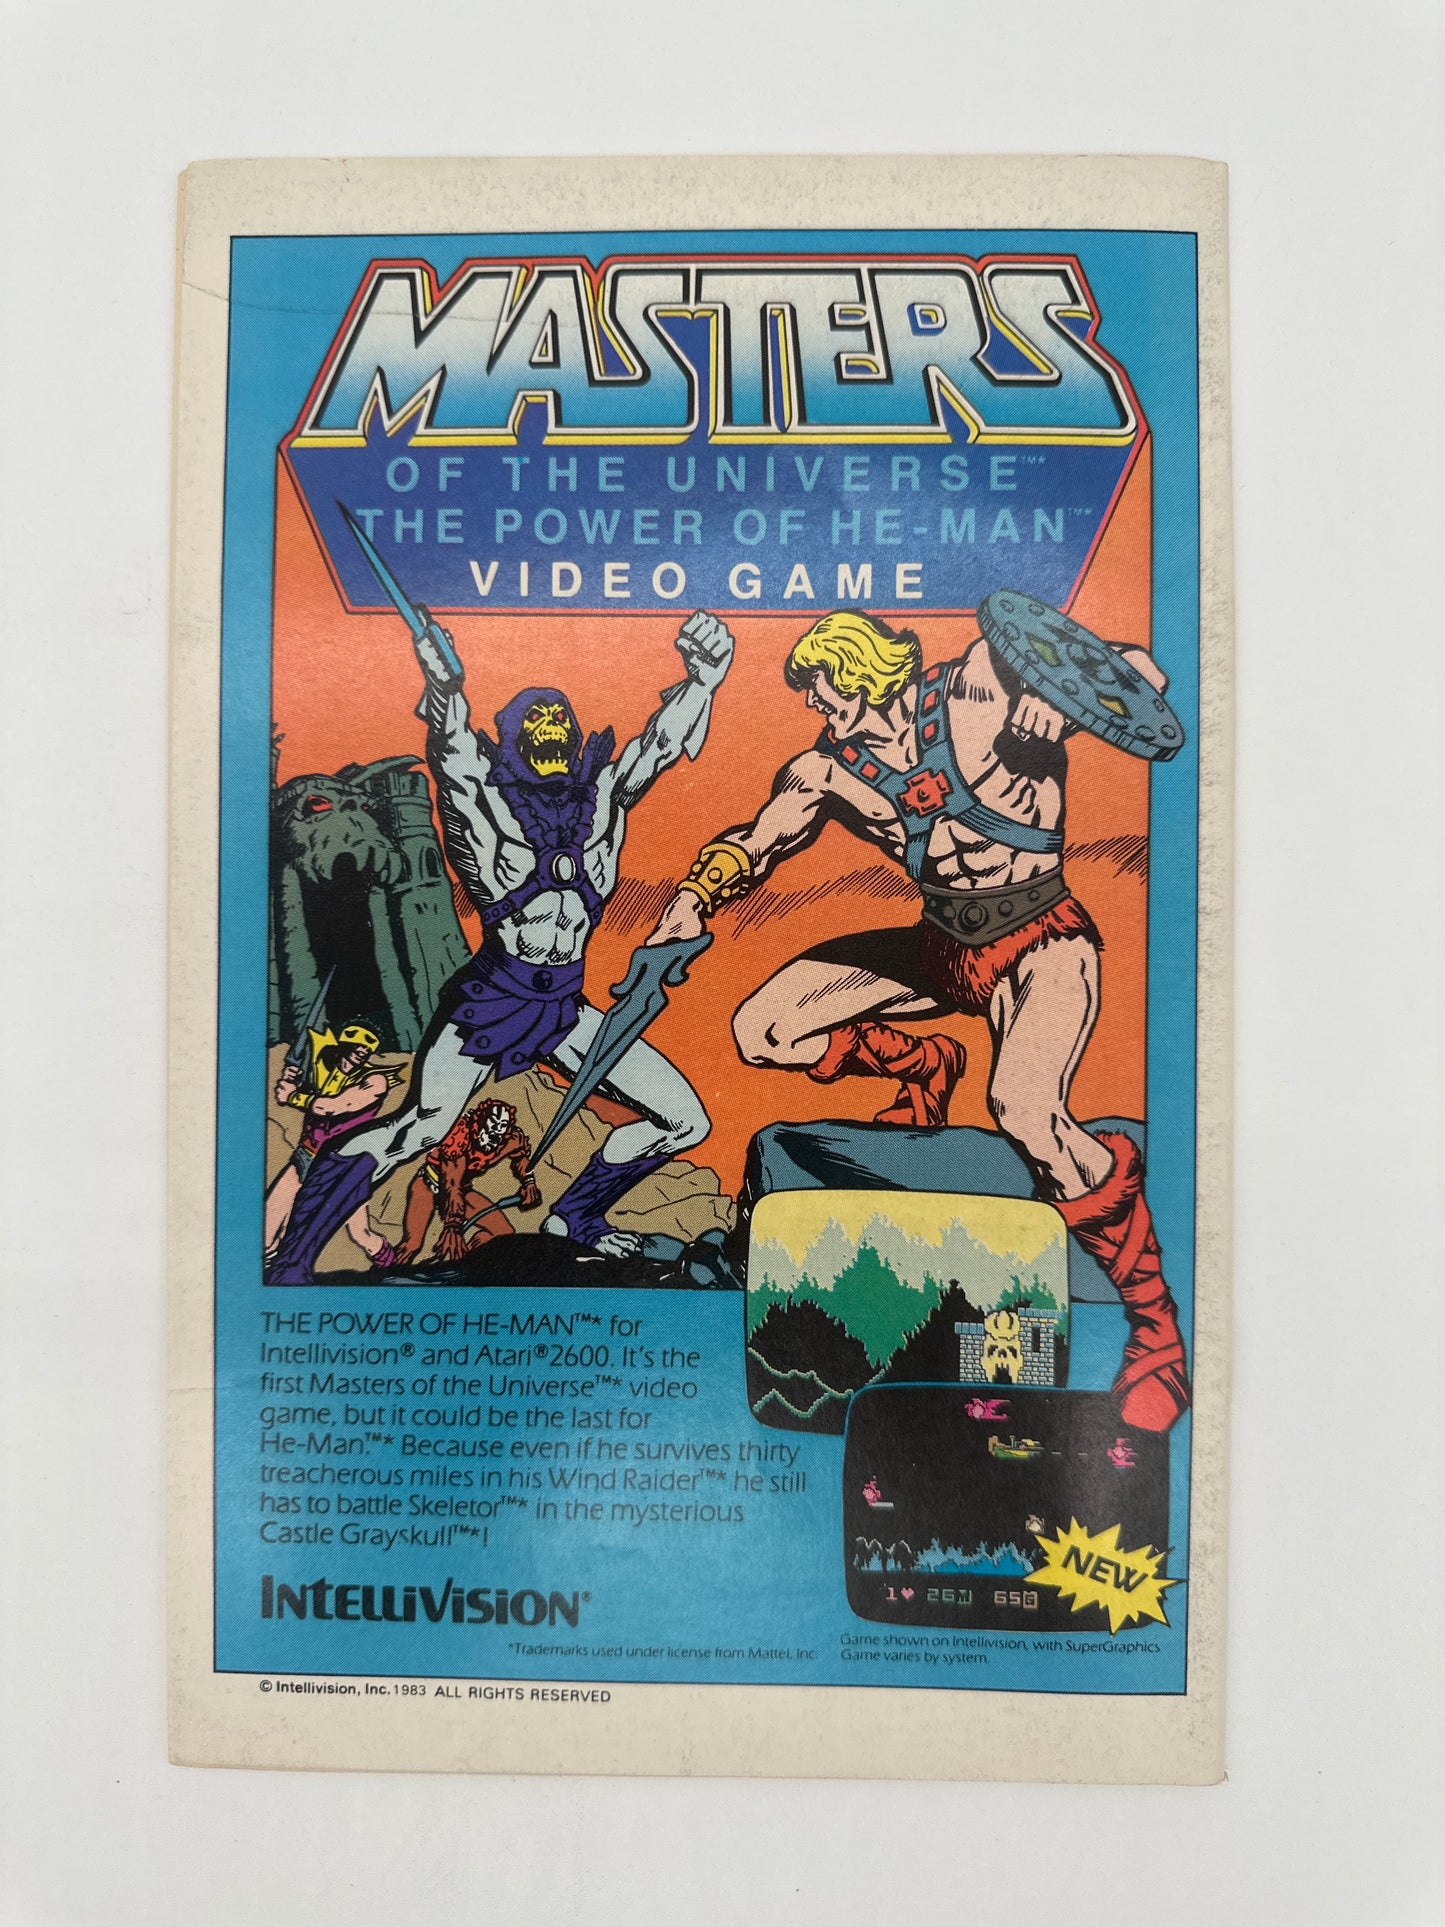 MASTERS
OF THE UNIVERSE™*
THE POWER OF HE-MAN™*
VIDEO GAME
THE POWER OF HE-MAN™* for
Intellivision® and Atari® 2600. It's the
first Masters of the Universe™* video
game, but it could be the last for
He-Man.™* Because even if he survives thirty
treacherous miles in his Wind Raider™* he still
has to battle Skeletor™* in the mysterious
Castle Grayskull™*!
INTELLIVISION®
*Trademarks used under license from Mattel, Inc.
1♥ 26M 65G
NEW
Game shown on Intellivision, with SuperGraphics.
Game varies by system.
© Intellivision, Inc. 1983 ALL RIGHTS RESERVED